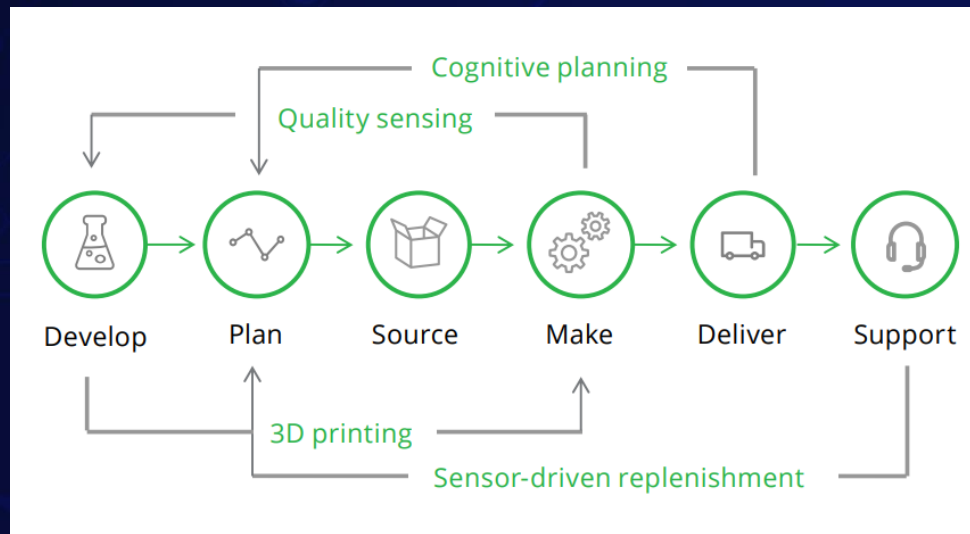 Cognitive planning
Quality sensing
Develop
Plan
Source
Make
Deliver
Support
3D printing
Sensor-driven replenishment